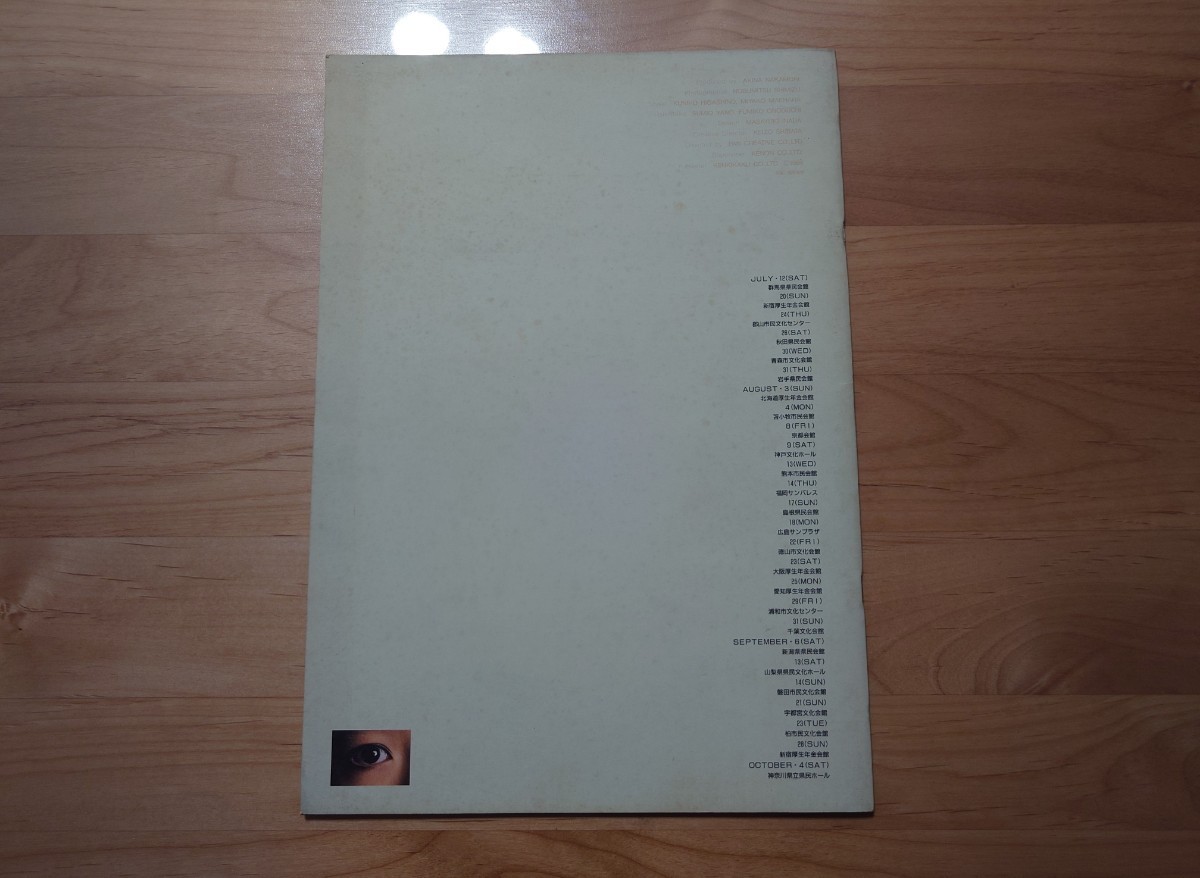 JULY・12(SAT)
群馬県県民会館
20(SUN)
新宿厚生年金会館
24(THU)
郡山市民文化センター
26(SAT)
秋田県民会館
30(WED)
青森市文化会館
31(THU)
岩手県民会館
AUGUST・3(SUN)
北海道厚生年金会館
4(MON)
苫小牧市民会館
8(FRI)
京都会館
9(SAT)
神戸文化ホール
13(WED)
熊本市民会館
14(THU)
福岡サンパレス
17(SUN)
島根県民会館
18(MON)
広島サンプラザ
22(FRI)
徳山市文化会館
23(SAT)
大阪厚生年金会館
25(MON)
愛知厚生年金会館
29(FRI)
浦和市文化センター
31(SUN)
千葉文化会館
SEPTEMBER・6(SAT)
新潟県県民会館
13(SAT)
山梨県県民文化ホール
14(SUN)
飯田市民文化会館
21(SUN)
宇都宮文化会館
23(TUE)
柏市民文化会館
28(SUN)
新宿厚生年金会館
OCTOBER・4(SAT)
神奈川県立県民ホール